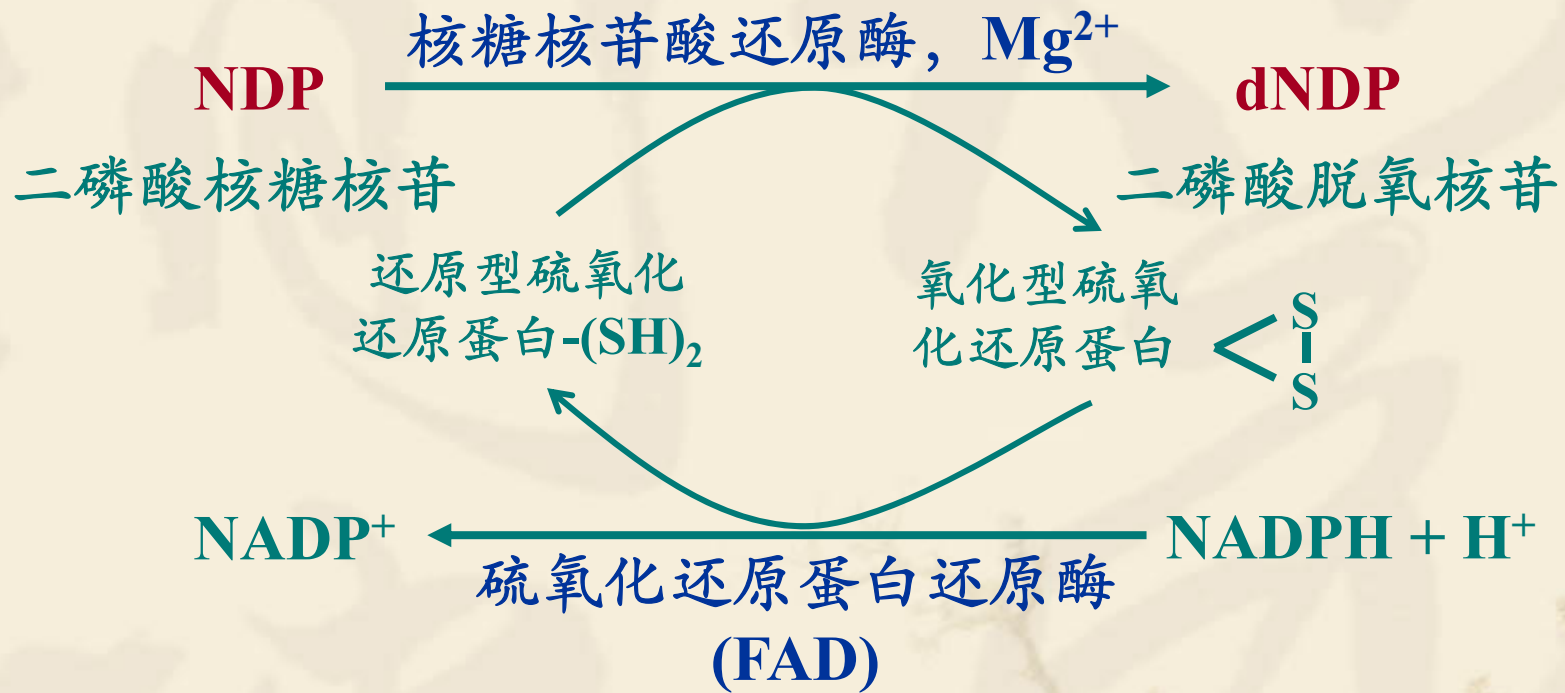 核糖核苷酸还原酶，Mg²⁺
NDP
dNDP
二磷酸核糖核苷
二磷酸脱氧核苷
还原型硫氧化
还原蛋白-(SH)₂
氧化型硫氧
化还原蛋白
S
S
NADP⁺
NADPH + H⁺
硫氧化还原蛋白还原酶
(FAD)